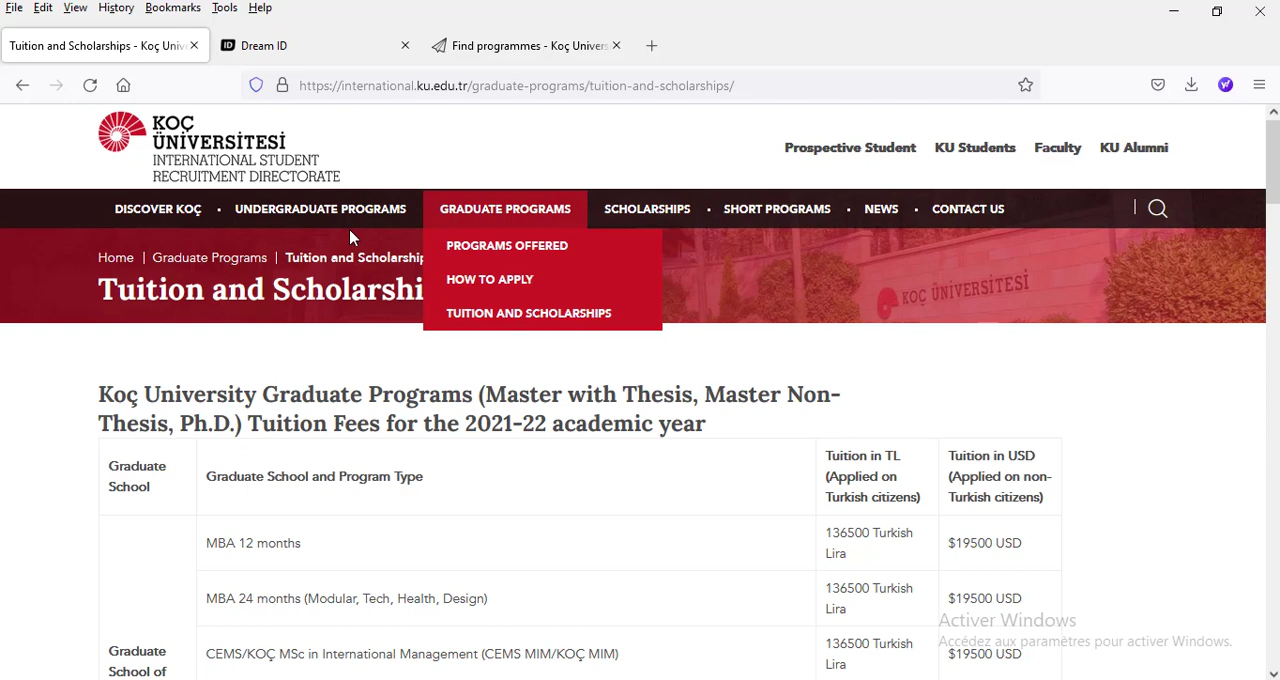 File Edit View History Bookmarks Tools Help
Tuition and Scholarships - Koç Univ
Dream ID
Find programmes - Koç Univers
https://international.ku.edu.tr/graduate-programs/tuition-and-scholarships/
KOÇ
ÜNİVERSİTESİ
INTERNATIONAL STUDENT
RECRUITMENT DIRECTORATE
Prospective Student KU Students Faculty KU Alumni
DISCOVER KOÇ • UNDERGRADUATE PROGRAMS GRADUATE PROGRAMS SCHOLARSHIPS • SHORT PROGRAMS • NEWS • CONTACT US
PROGRAMS OFFERED
HOW TO APPLY
TUITION AND SCHOLARSHIPS
Home | Graduate Programs | Tuition and Scholarship
Tuition and Scholarshi
KOÇ ÜNİVERSİTESİ
Koç University Graduate Programs (Master with Thesis, Master Non-
Thesis, Ph.D.) Tuition Fees for the 2021-22 academic year
Graduate
School
Graduate School and Program Type
Tuition in TL
(Applied on
Turkish citizens)
Tuition in USD
(Applied on non-
Turkish citizens)
MBA 12 months
136500 Turkish
Lira
$19500 USD
MBA 24 months (Modular, Tech, Health, Design)
136500 Turkish
Lira
$19500 USD
Graduate
School of
CEMS/KOÇ MSc in International Management (CEMS MIM/KOÇ MIM)
136500 Turkish
Lira
$19500 USD
Activer Windows
Accédez aux paramètres pour activer Windows.